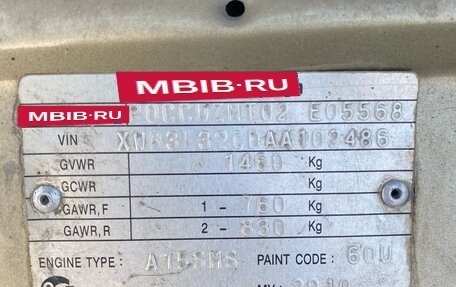 MBIB.RU
MBIB.RU E05568
VIN
GVWR 1460 Kg
GCWR Kg
GAWR,F 1 - 760 Kg
GAWR,R 2 - 830 Kg
ENGINE TYPE: A15SMS PAINT CODE: 60U